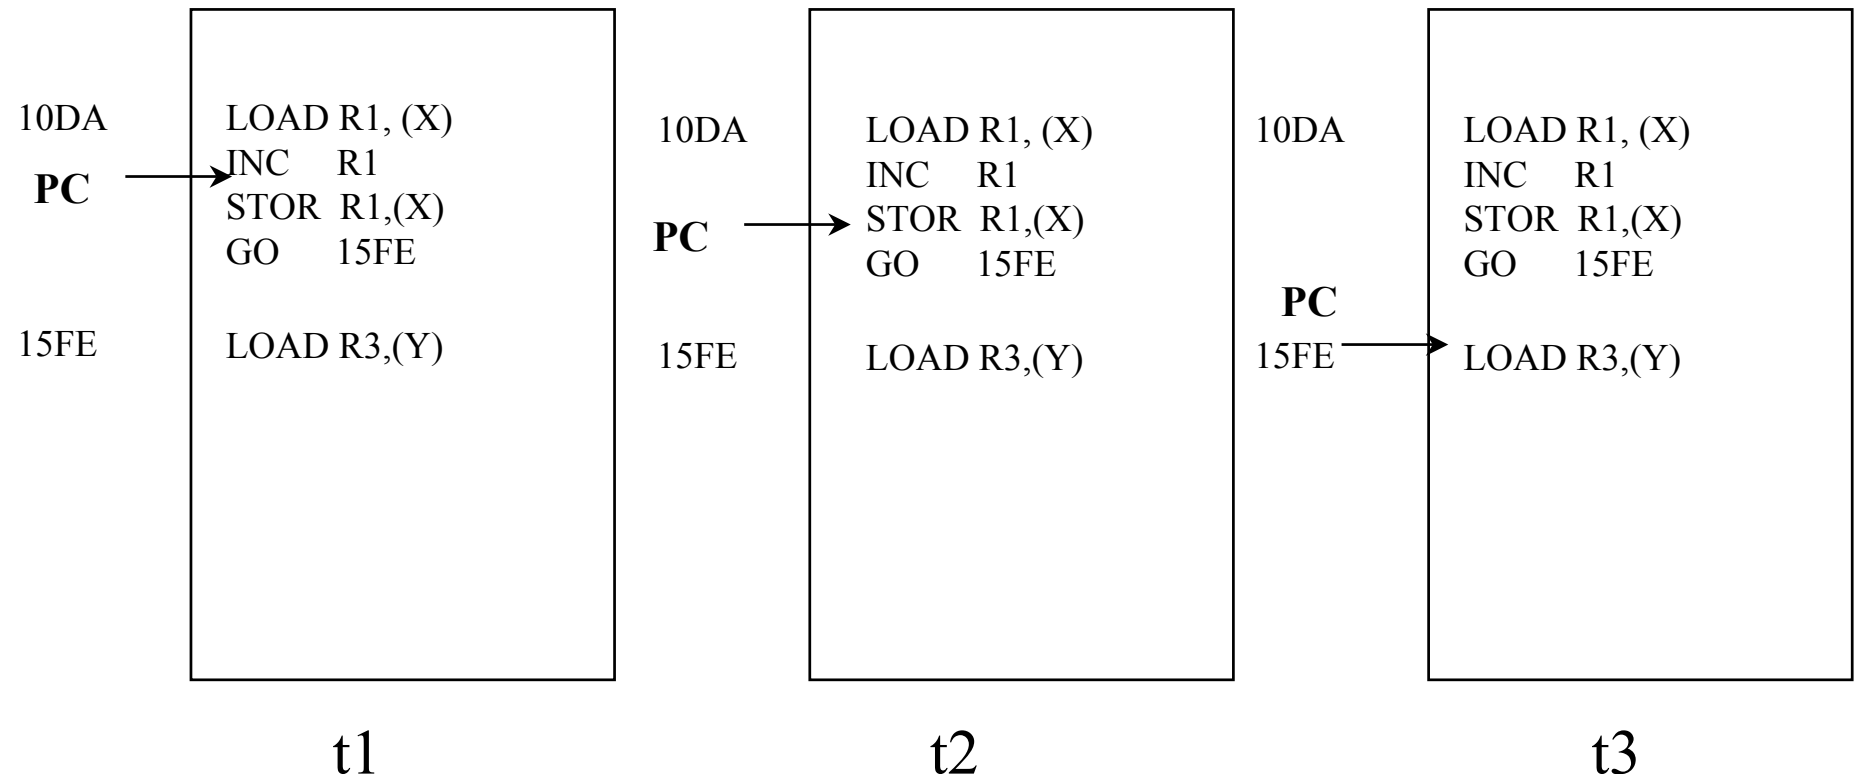 10DA LOAD R1, (X)
PC INC R1
STOR R1,(X)
GO 15FE
15FE LOAD R3,(Y)
t1
10DA LOAD R1, (X)
INC R1
PC STOR R1,(X)
GO 15FE
15FE LOAD R3,(Y)
t2
10DA LOAD R1, (X)
INC R1
STOR R1,(X)
GO 15FE
PC
15FE LOAD R3,(Y)
t3